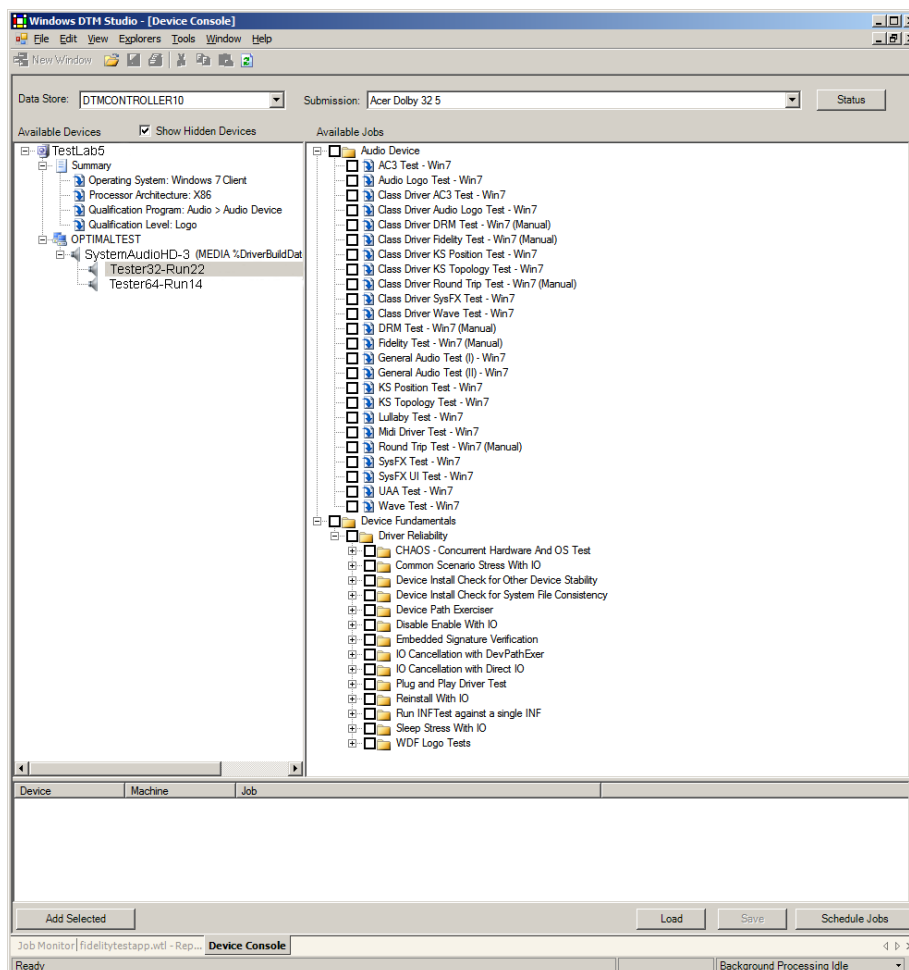 Windows DTM Studio - [Device Console]
File Edit View Explorers Tools Window Help
New Window
Data Store: DTMCONTROLLER10 Submission: Acer Dolby 32 5 Status
Available Devices Show Hidden Devices Available Jobs
TestLab5
Summary
Operating System: Windows 7 Client
Processor Architecture: X86
Qualification Program: Audio > Audio Device
Qualification Level: Logo
OPTIMALTEST
SystemAudioHD-3 (MEDIA %DriverBuildDat
Tester32-Run22
Tester64-Run14
Audio Device
AC3 Test - Win7
Audio Logo Test - Win7
Class Driver AC3 Test - Win7
Class Driver Audio Logo Test - Win7
Class Driver DRM Test - Win7 (Manual)
Class Driver Fidelity Test - Win7 (Manual)
Class Driver KS Position Test - Win7
Class Driver KS Topology Test - Win7
Class Driver Round Trip Test - Win7 (Manual)
Class Driver SysFX Test - Win7
Class Driver Wave Test - Win7
DRM Test - Win7 (Manual)
Fidelity Test - Win7 (Manual)
General Audio Test (I) - Win7
General Audio Test (II) - Win7
KS Position Test - Win7
KS Topology Test - Win7
Lullaby Test - Win7
Midi Driver Test - Win7
Round Trip Test - Win7 (Manual)
SysFX Test - Win7
SysFX UI Test - Win7
UAA Test - Win7
Wave Test - Win7
Device Fundamentals
Driver Reliability
CHAOS - Concurrent Hardware And OS Test
Common Scenario Stress With IO
Device Install Check for Other Device Stability
Device Install Check for System File Consistency
Device Path Exerciser
Disable Enable With IO
Embedded Signature Verification
IO Cancellation with DevPathExer
IO Cancellation with Direct IO
Plug and Play Driver Test
Reinstall With IO
Run INFTest against a single INF
Sleep Stress With IO
WDF Logo Tests
Device Machine Job
Add Selected Load Save Schedule Jobs
Job Monitor fidelitytestapp.wtl - Rep... Device Console
Ready Background Processing Idle